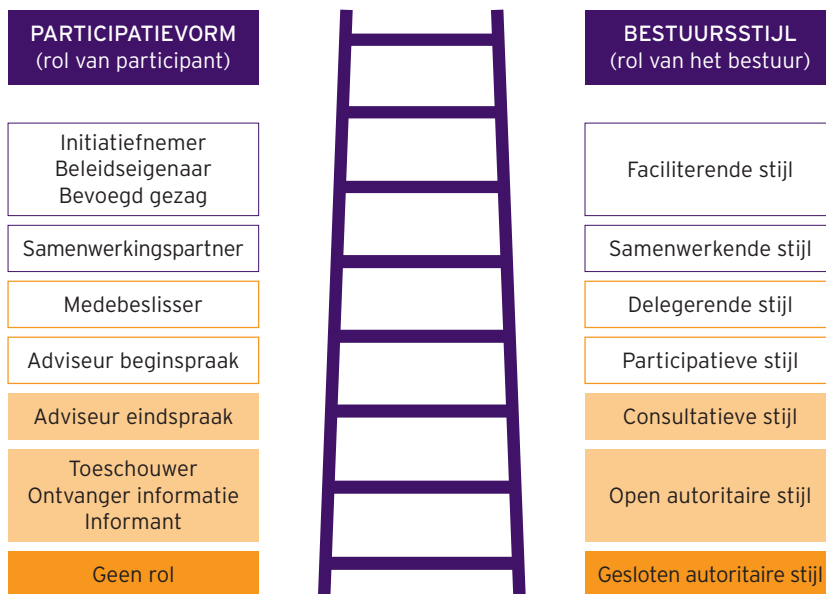 PARTICIPATIEVORM
(rol van participant)
BESTUURSSTIJL
(rol van het bestuur)
Initiatiefnemer
Beleidseigenaar
Bevoegd gezag
Faciliterende stijl
Samenwerkingspartner
Samenwerkende stijl
Medebeslisser
Delegerende stijl
Adviseur beginspraak
Participatieve stijl
Adviseur eindspraak
Consultatieve stijl
Toeschouwer
Ontvanger informatie
Informant
Open autoritaire stijl
Geen rol
Gesloten autoritaire stijl